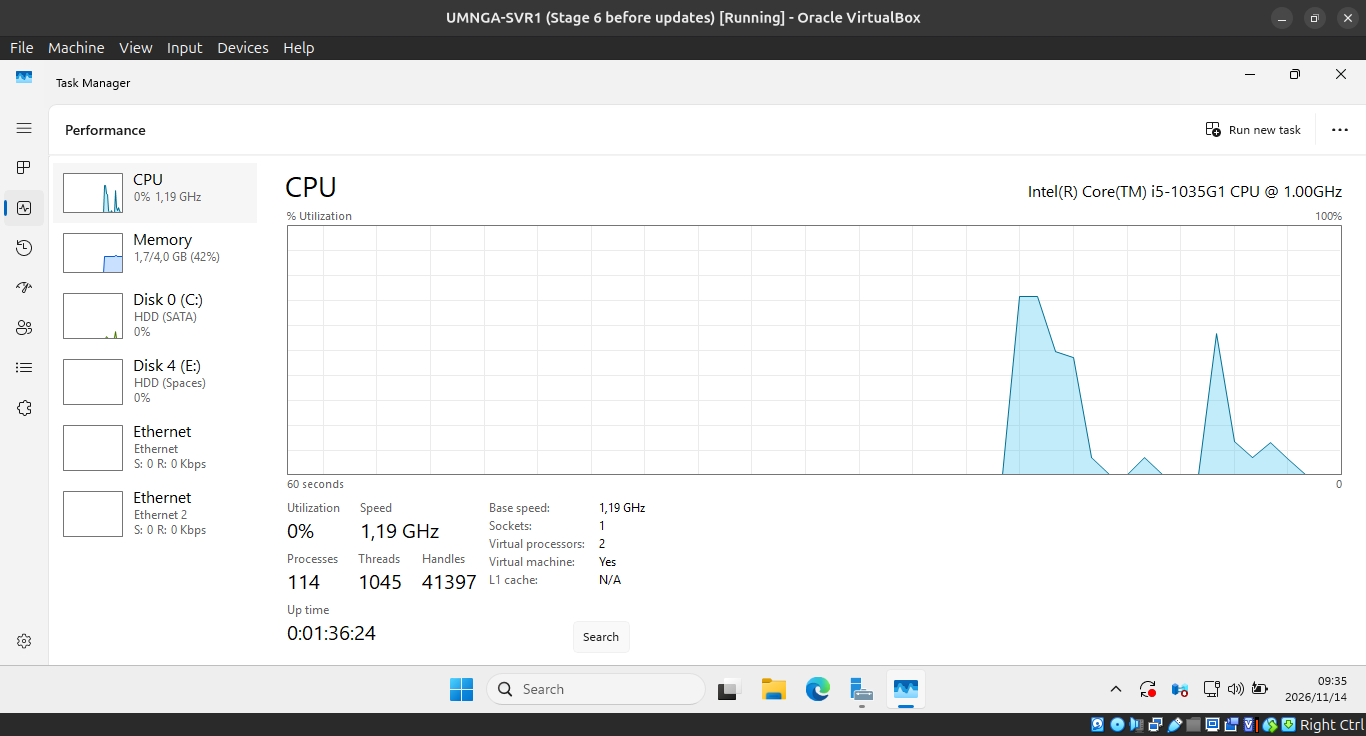 UMNGA-SVR1 (Stage 6 before updates) [Running] - Oracle VirtualBox
File Machine View Input Devices Help
Task Manager
Performance
Run new task
CPU
0% 1,19 GHz
Memory
1,7/4,0 GB (42%)
Disk 0 (C:)
HDD (SATA)
0%
Disk 4 (E:)
HDD (Spaces)
0%
Ethernet
Ethernet
S: 0 R: 0 Kbps
Ethernet
Ethernet 2
S: 0 R: 0 Kbps
CPU
Intel(R) Core(TM) i5-1035G1 CPU @ 1.00GHz
% Utilization
100%
60 seconds
0
Utilization Speed
0% 1,19 GHz
Processes Threads Handles
114 1045 41397
Up time
0:01:36:24
Base speed: 1,19 GHz
Sockets: 1
Virtual processors: 2
Virtual machine: Yes
L1 cache: N/A
Search
Search
09:35
2026/11/14
Right Ctrl